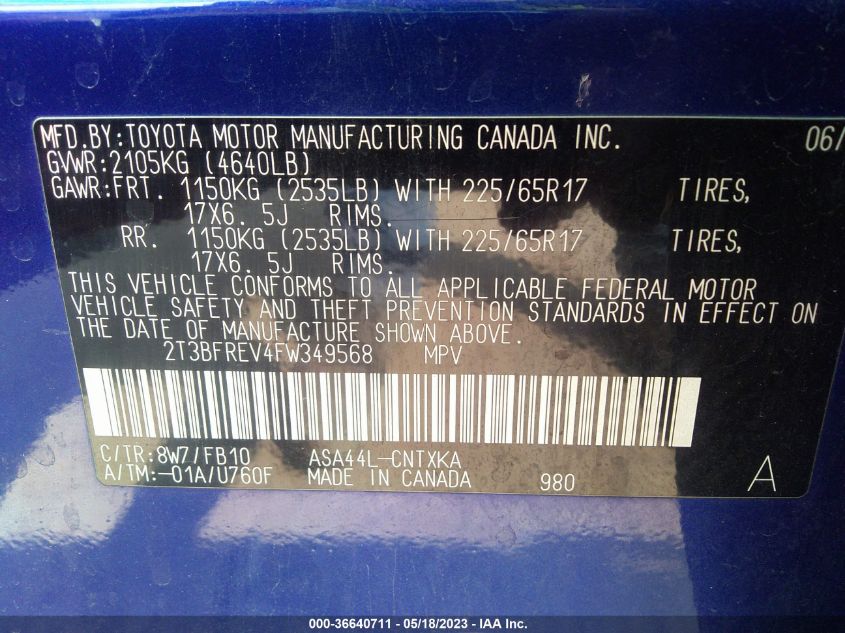 MFD.BY:TOYOTA MOTOR MANUFACTURING CANADA INC. 06/
GVWR:2105KG (4640LB)
GAWR:FRT. 1150KG (2535LB) WITH 225/65R17 TIRES,
17X6. 5J RIMS.
RR. 1150KG (2535LB) WITH 225/65R17 TIRES,
17X6. 5J RIMS.
THIS VEHICLE CONFORMS TO ALL APPLICABLE FEDERAL MOTOR
VEHICLE SAFETY AND THEFT PREVENTION STANDARDS IN EFFECT ON
THE DATE OF MANUFACTURE SHOWN ABOVE.
2T3BFREV4FW349568 MPV
C/TR:8W7/FB10 ASA44L-CNTXKA
A/TM:-01A/U760F MADE IN CANADA 980 A
000-36640711 - 05/18/2023 - IAA Inc.